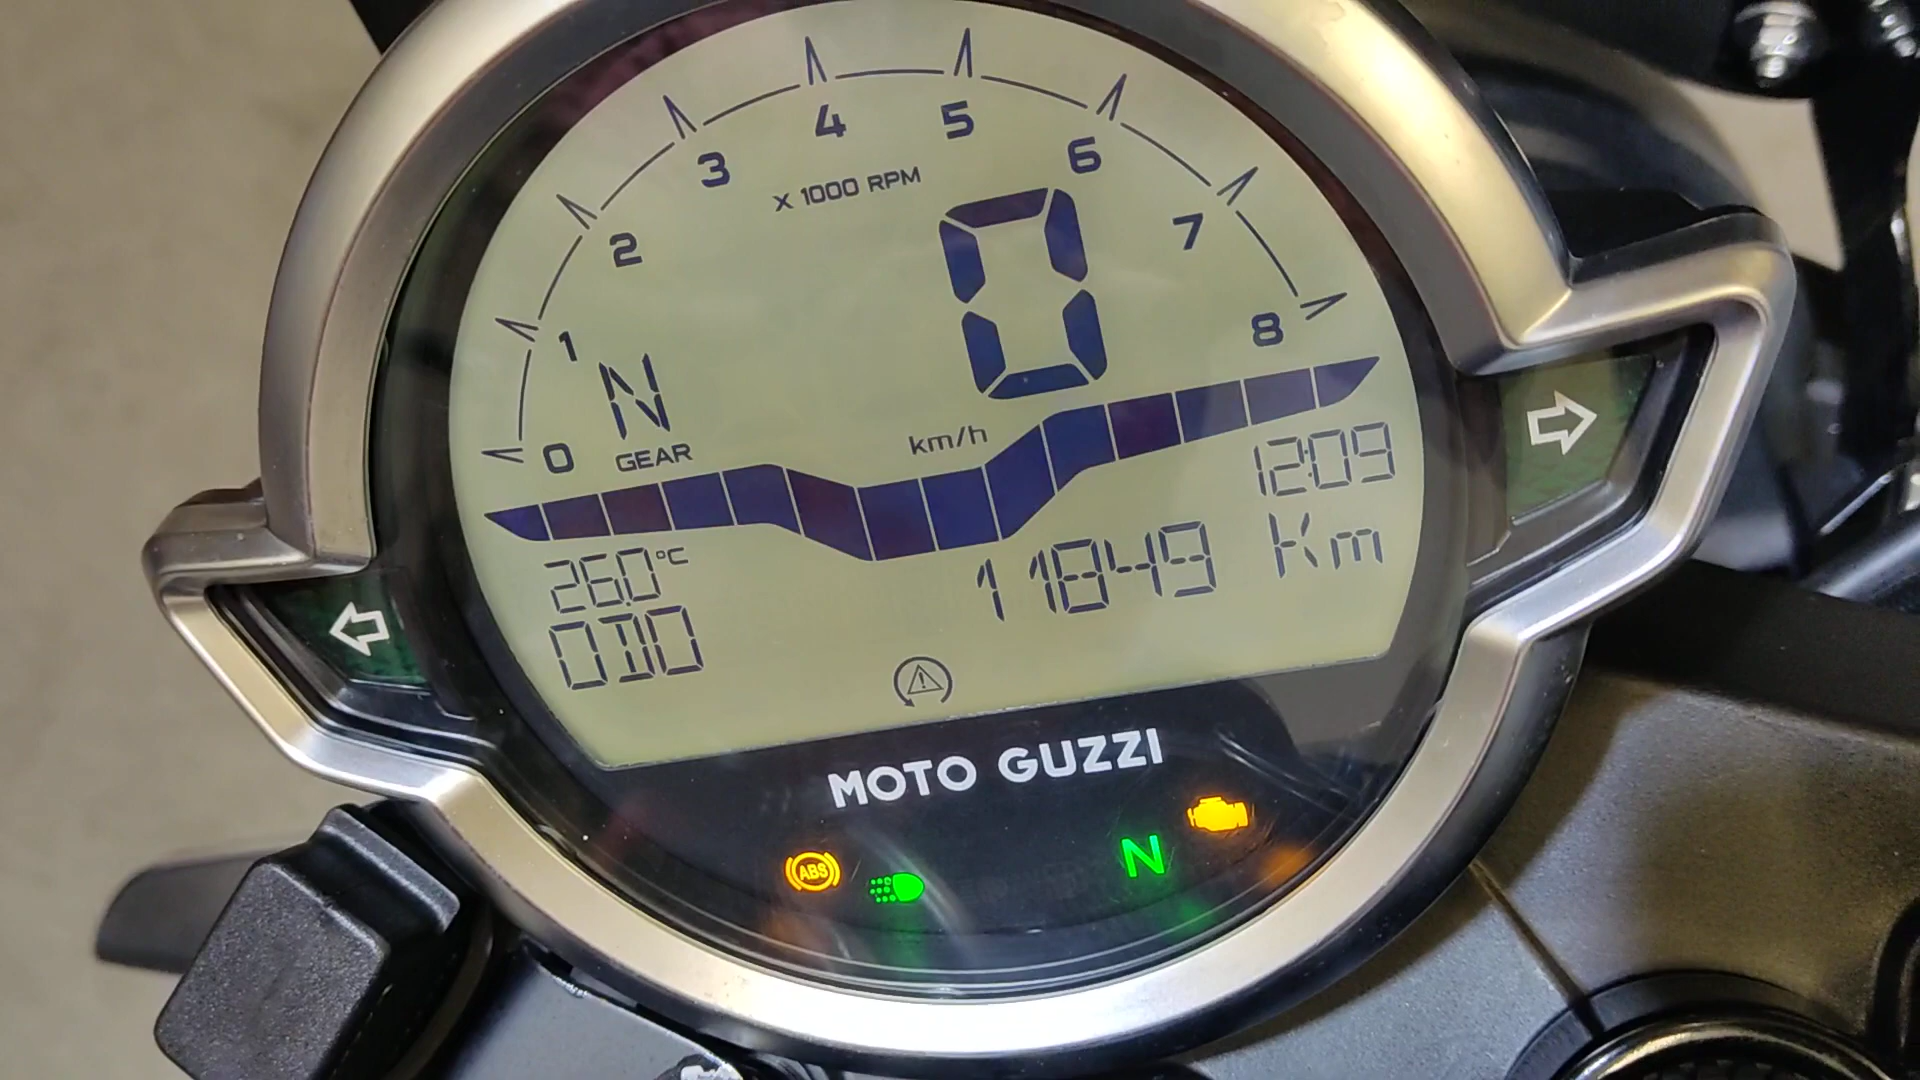 0 1 2 3 4 5 6 7 8
X 1000 RPM
0
N
GEAR
km/h
12:09
26.0°C
11849 Km
ODO
MOTO GUZZI
ABS
N